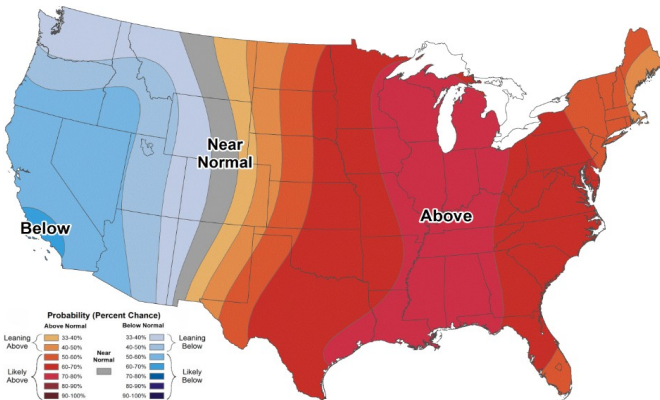 Near
Normal
Above
Below
Probability (Percent Chance)
Above Normal
Below Normal
Leaning
Above
33-40%
40-50%
33-40%
40-50%
Leaning
Below
Likely
Above
50-60%
60-70%
70-80%
80-90%
90-100%
Near
Normal
50-60%
60-70%
70-80%
80-90%
90-100%
Likely
Below